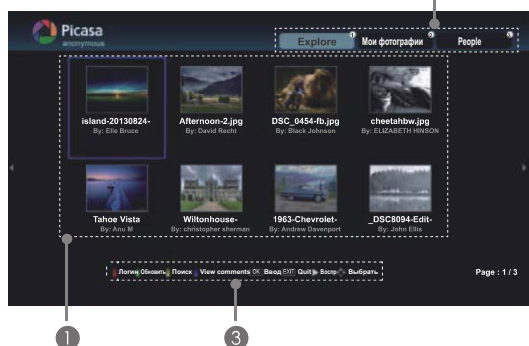 Picasa
anonymous
Explore 1 Мои фотографии 2 People 3
island-20130824- Afternoon-2.jpg DSC_0454-fb.jpg cheetahbw.jpg
By: Elle Bruce By: David Recht By: Black Johnson By: ELIZABETH HINSON
Tahoe Vista Wiltonhouse- 1963-Chevrolet- _DSC8094-Edit-
By: Anu M By: christopher sherman By: Andrew Davenport By: John Ellis
Логин Обновить Поиск View comments OK Ввод EXIT Quit Воспр Выбрать Page : 1 / 3
1 3